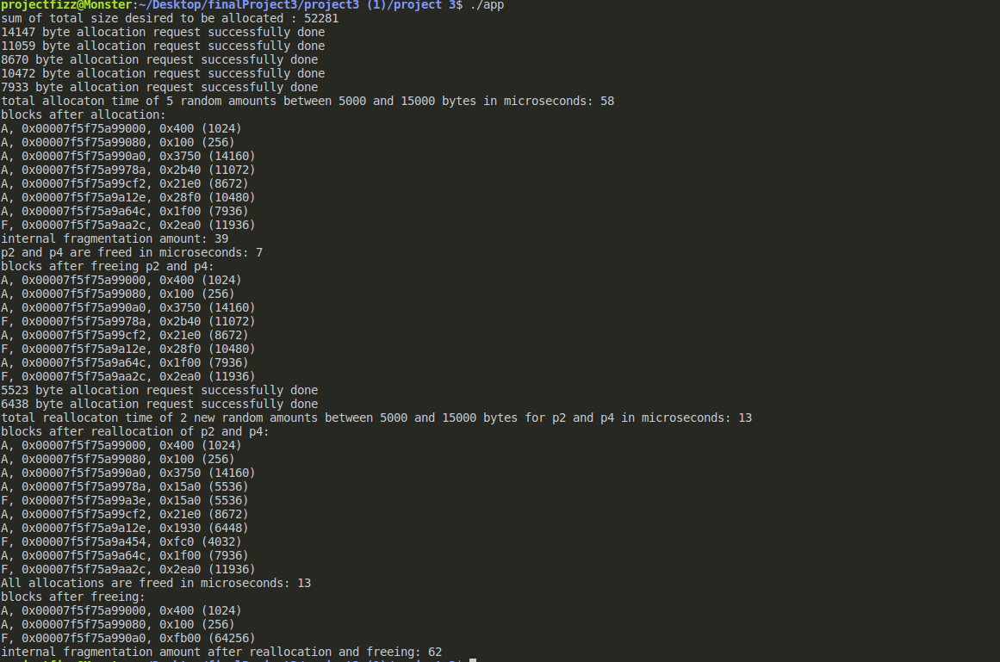 projectfizz@Monster:~/Desktop/finalProject3/project3 (1)/project 3$ ./app
sum of total size desired to be allocated : 52281
14147 byte allocation request successfully done
11059 byte allocation request successfully done
8670 byte allocation request successfully done
10472 byte allocation request successfully done
7933 byte allocation request successfully done
total allocaton time of 5 random amounts between 5000 and 15000 bytes in microseconds: 58
blocks after allocation:
A, 0x00007f5f75a99000, 0x400 (1024)
A, 0x00007f5f75a99080, 0x100 (256)
A, 0x00007f5f75a990a0, 0x3750 (14160)
A, 0x00007f5f75a9978a, 0x2b40 (11072)
A, 0x00007f5f75a99cf2, 0x21e0 (8672)
A, 0x00007f5f75a9a12e, 0x28f0 (10480)
A, 0x00007f5f75a9a64c, 0x1f00 (7936)
F, 0x00007f5f75a9aa2c, 0x2ea0 (11936)
internal fragmentation amount: 39
p2 and p4 are freed in microseconds: 7
blocks after freeing p2 and p4:
A, 0x00007f5f75a99000, 0x400 (1024)
A, 0x00007f5f75a99080, 0x100 (256)
A, 0x00007f5f75a990a0, 0x3750 (14160)
F, 0x00007f5f75a9978a, 0x2b40 (11072)
A, 0x00007f5f75a99cf2, 0x21e0 (8672)
F, 0x00007f5f75a9a12e, 0x28f0 (10480)
A, 0x00007f5f75a9a64c, 0x1f00 (7936)
F, 0x00007f5f75a9aa2c, 0x2ea0 (11936)
5523 byte allocation request successfully done
6438 byte allocation request successfully done
total reallocaton time of 2 new random amounts between 5000 and 15000 bytes for p2 and p4 in microseconds: 13
blocks after reallocation of p2 and p4:
A, 0x00007f5f75a99000, 0x400 (1024)
A, 0x00007f5f75a99080, 0x100 (256)
A, 0x00007f5f75a990a0, 0x3750 (14160)
A, 0x00007f5f75a9978a, 0x15a0 (5536)
F, 0x00007f5f75a99a3e, 0x15a0 (5536)
A, 0x00007f5f75a99cf2, 0x21e0 (8672)
A, 0x00007f5f75a9a12e, 0x1930 (6448)
F, 0x00007f5f75a9a454, 0xfc0 (4032)
A, 0x00007f5f75a9a64c, 0x1f00 (7936)
F, 0x00007f5f75a9aa2c, 0x2ea0 (11936)
All allocations are freed in microseconds: 13
blocks after freeing:
A, 0x00007f5f75a99000, 0x400 (1024)
A, 0x00007f5f75a99080, 0x100 (256)
F, 0x00007f5f75a990a0, 0xfb00 (64256)
internal fragmentation amount after reallocation and freeing: 62